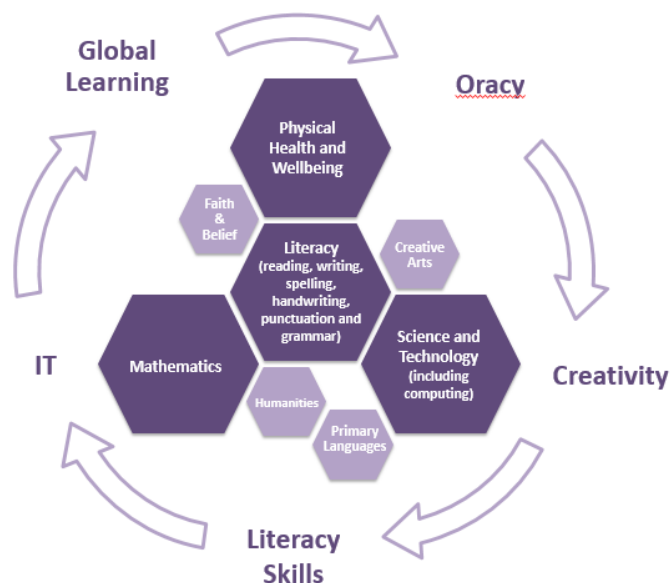 Global
Learning
Oracy
Physical
Health and
Wellbeing
Faith
&
Belief
Literacy
(reading, writing,
spelling,
handwriting,
punctuation and
grammar)
Creative
Arts
Mathematics
Science and
Technology
(including
computing)
IT
Creativity
Humanities
Primary
Languages
Literacy
Skills